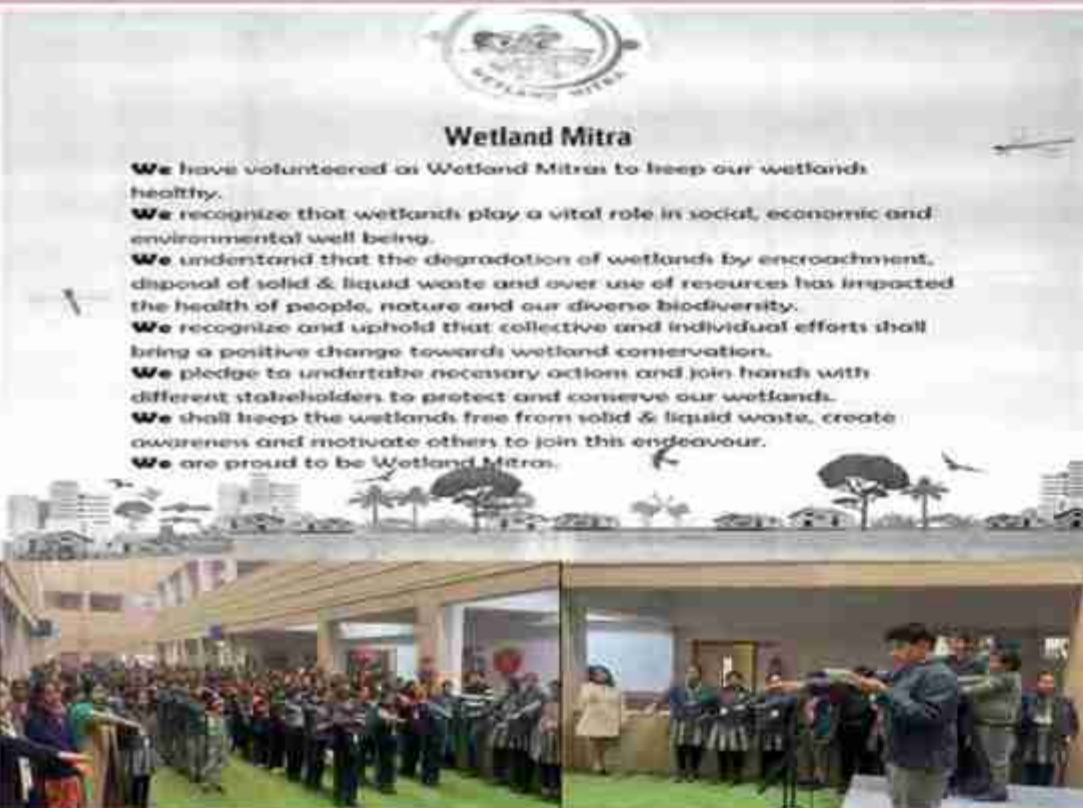 WETLAND MITRA
Wetland Mitra
We have volunteered as Wetland Mitras to keep our wetlands
healthy.
We recognize that wetlands play a vital role in social, economic and
environmental well being.
We understand that the degradation of wetlands by encroachment,
disposal of solid & liquid waste and over use of resources has impacted
the health of people, nature and our diverse biodiversity.
We recognize and uphold that collective and individual efforts shall
bring a positive change towards wetland conservation.
We pledge to undertake necessary actions and join hands with
different stakeholders to protect and conserve our wetlands.
We shall keep the wetlands free from solid & liquid waste, create
awareness and motivate others to join this endeavour.
We are proud to be Wetland Mitras.